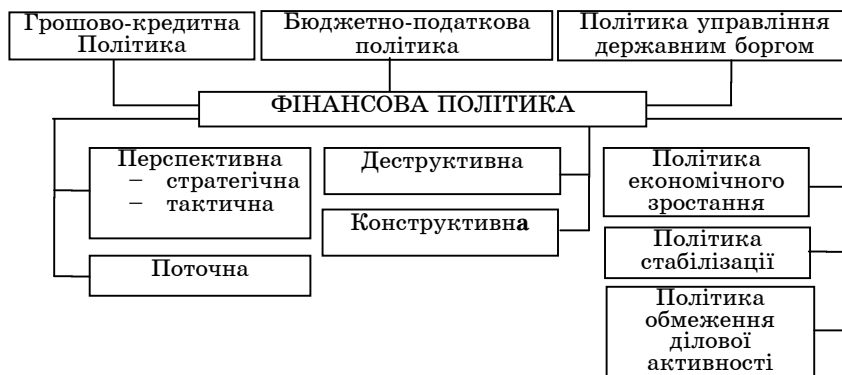 Грошово-кредитна
Політика
Бюджетно-податкова
політика
Політика управління
державним боргом
ФІНАНСОВА ПОЛІТИКА
Перспективна
– стратегічна
– тактична
Поточна
Деструктивна
Конструктивна
Політика
економічного
зростання
Політика
стабілізації
Політика
обмеження
ділової
активності